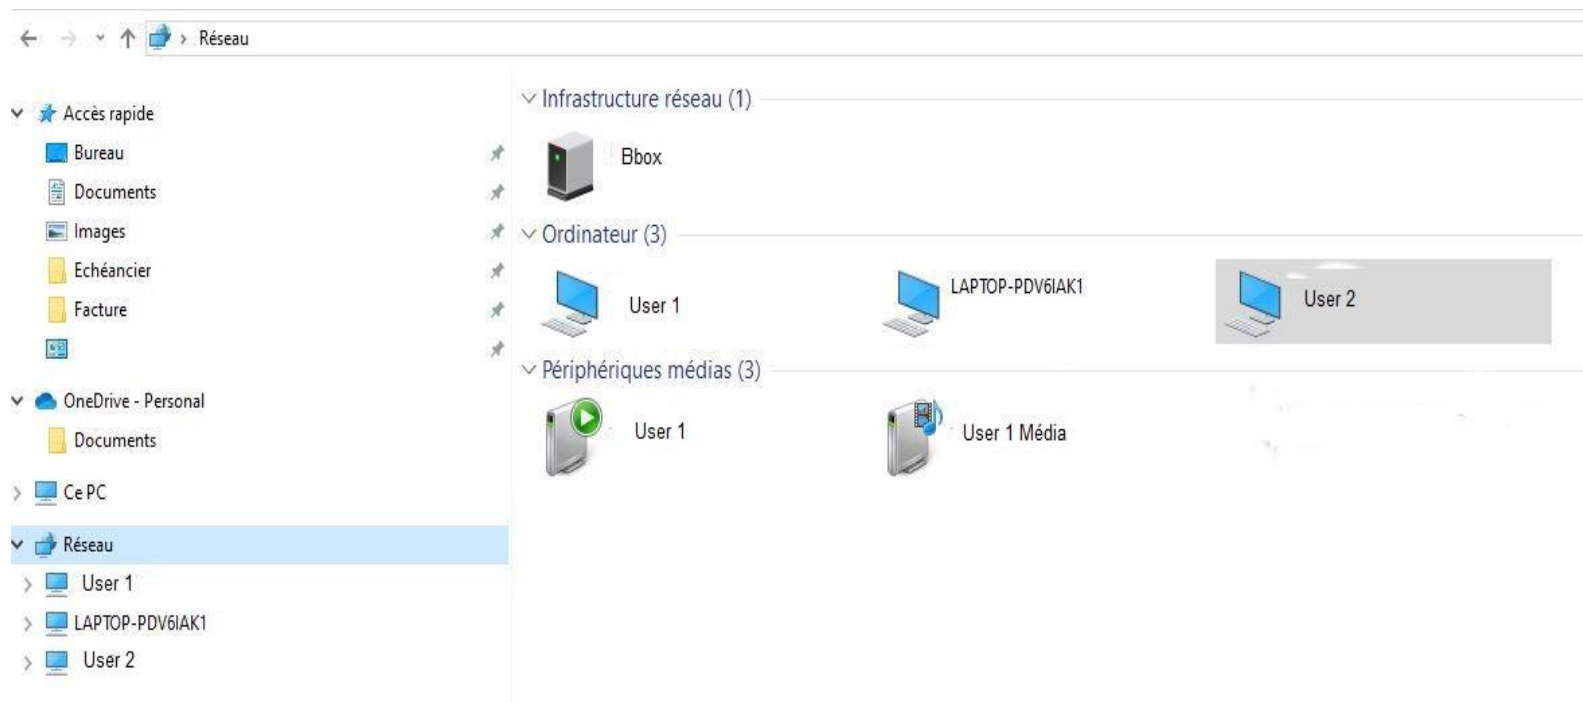 Réseau
Accès rapide
Bureau
Documents
Images
Echéancier
Facture
OneDrive - Personal
Documents
Ce PC
Réseau
User 1
LAPTOP-PDV6IAK1
User 2
Infrastructure réseau (1)
Bbox
Ordinateur (3)
User 1
LAPTOP-PDV6IAK1
User 2
Périphériques médias (3)
User 1
User 1 Média